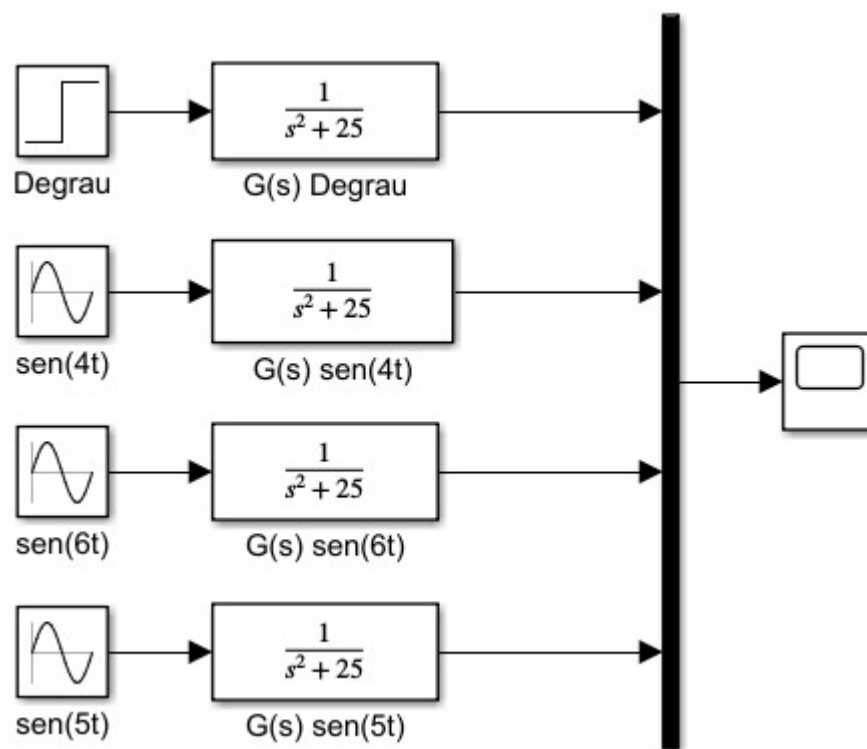 1
s² + 25
Degrau
G(s) Degrau
1
s² + 25
sen(4t)
G(s) sen(4t)
1
s² + 25
sen(6t)
G(s) sen(6t)
1
s² + 25
sen(5t)
G(s) sen(5t)